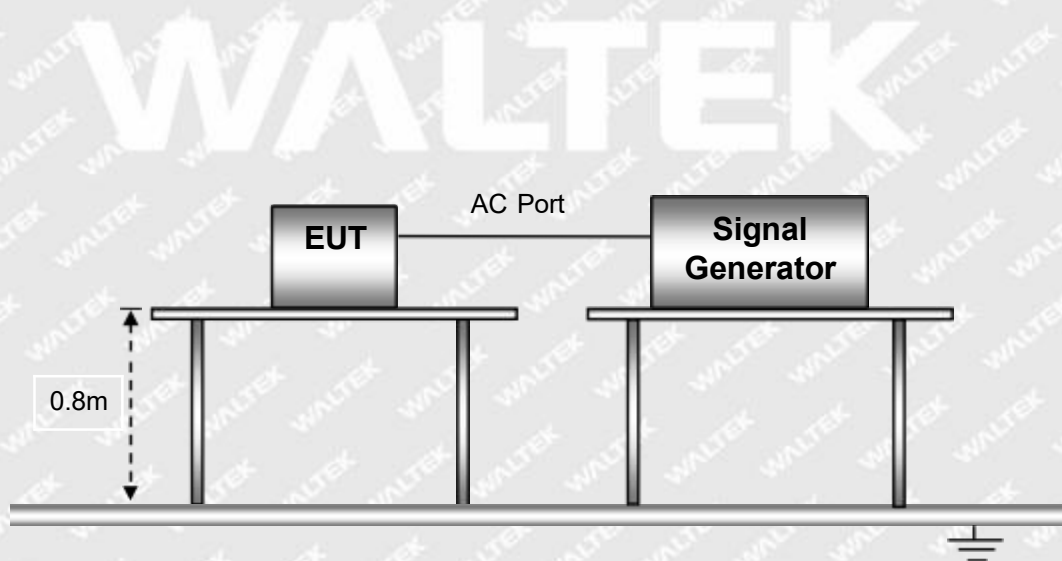 WALTEK
AC Port
EUT
Signal
Generator
0.8m